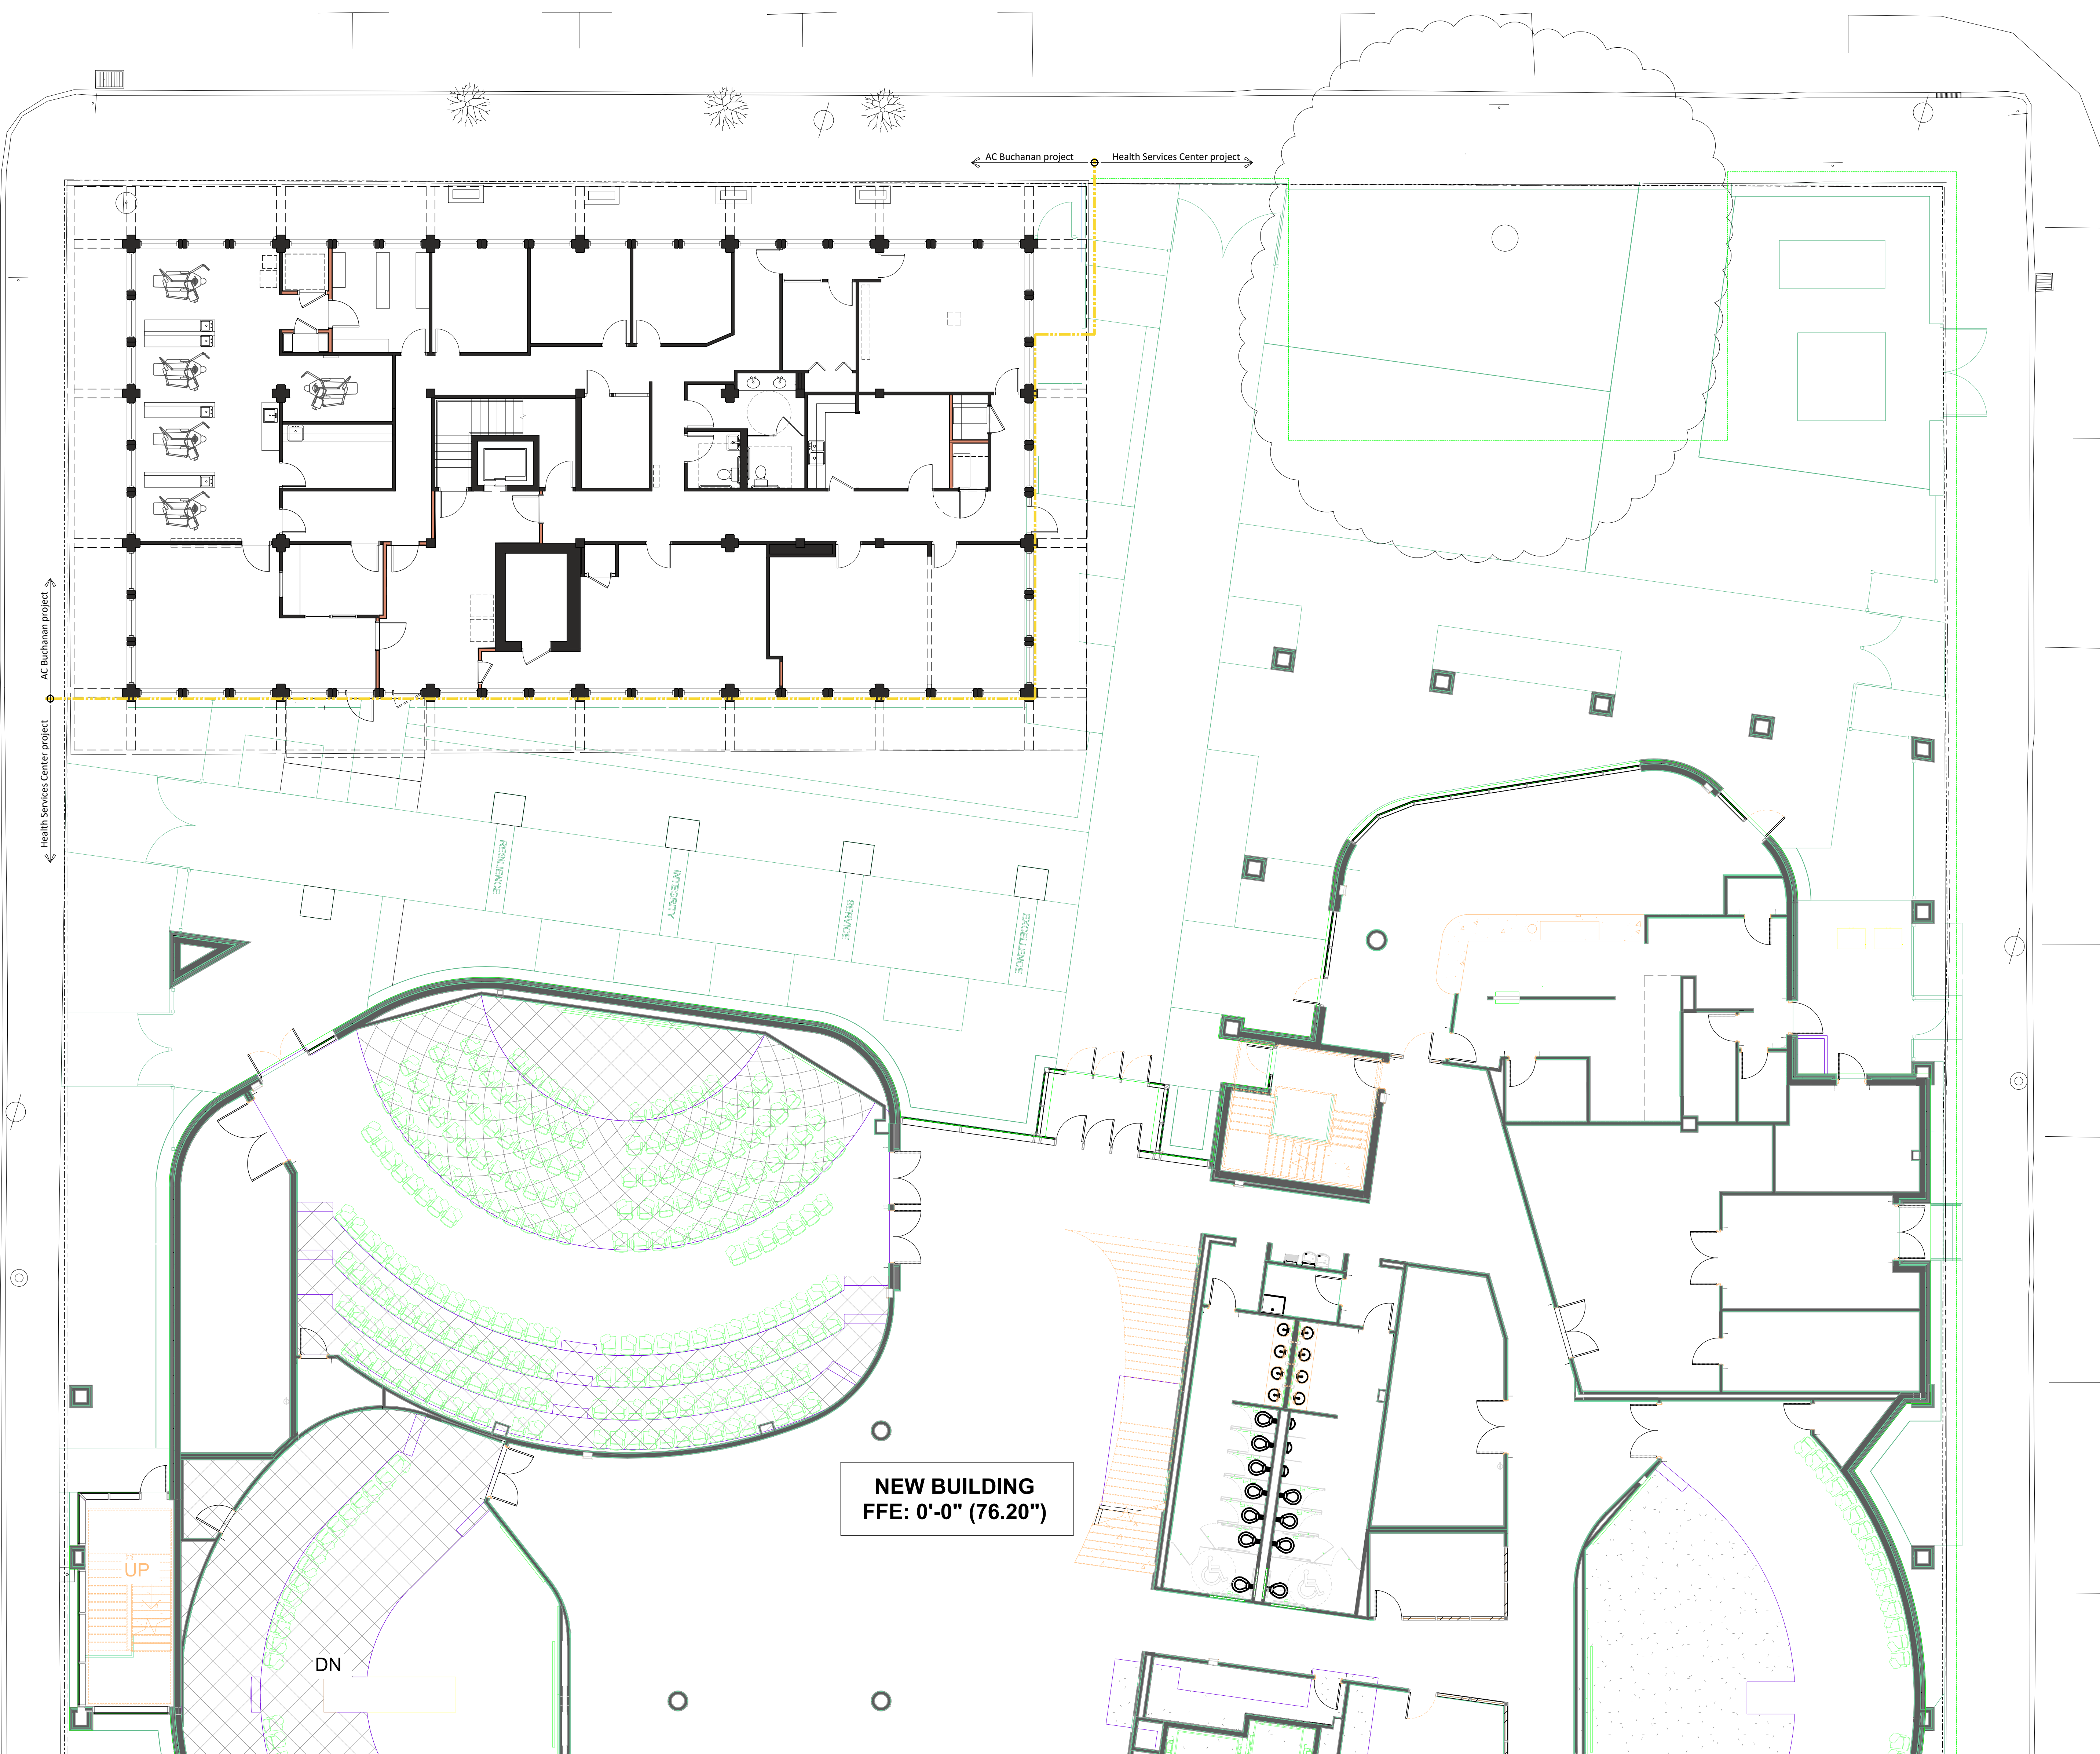 AC Buchanan project
Health Services Center project
AC Buchanan project
Health Services Center project
RESILIENCE
INTEGRITY
SERVICE
EXCELLENCE
NEW BUILDING
FFE: 0'-0" (76.20")
UP
DN